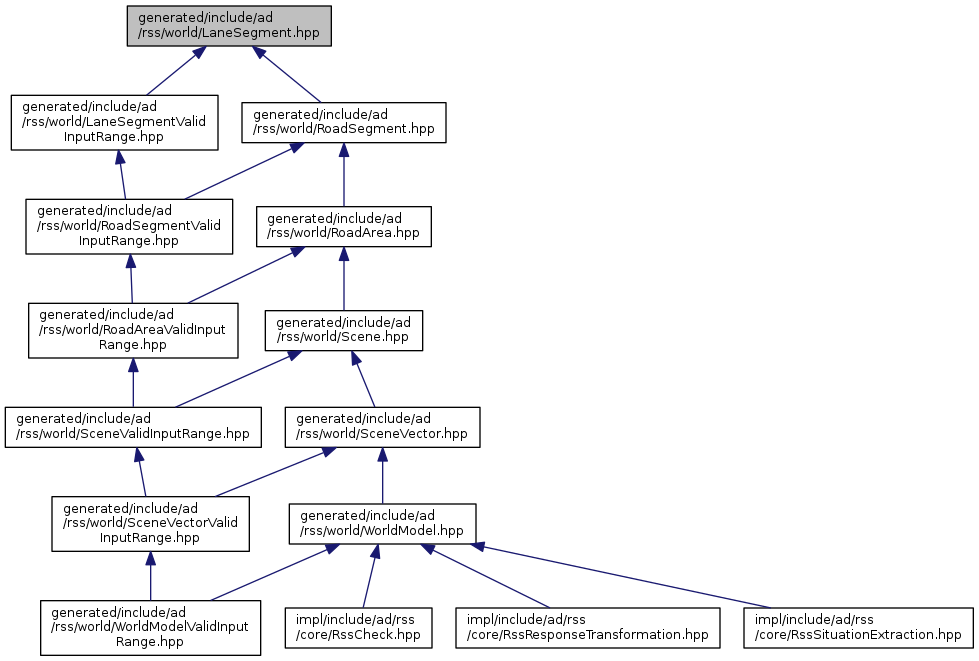 generated/include/ad
/rss/world/LaneSegment.hpp
generated/include/ad
/rss/world/LaneSegmentValid
InputRange.hpp
generated/include/ad
/rss/world/RoadSegment.hpp
generated/include/ad
/rss/world/RoadSegmentValid
InputRange.hpp
generated/include/ad
/rss/world/RoadArea.hpp
generated/include/ad
/rss/world/RoadAreaValidInput
Range.hpp
generated/include/ad
/rss/world/Scene.hpp
generated/include/ad
/rss/world/SceneValidInputRange.hpp
generated/include/ad
/rss/world/SceneVector.hpp
generated/include/ad
/rss/world/SceneVectorValid
InputRange.hpp
generated/include/ad
/rss/world/WorldModel.hpp
generated/include/ad
/rss/world/WorldModelValidInput
Range.hpp
impl/include/ad/rss
/core/RssCheck.hpp
impl/include/ad/rss
/core/RssResponseTransformation.hpp
impl/include/ad/rss
/core/RssSituationExtraction.hpp